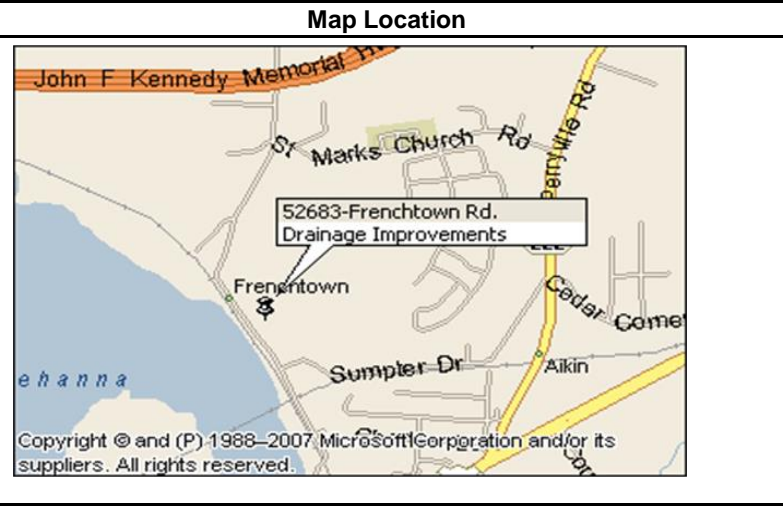 Map Location
John F Kennedy Memorial
St Marks Church Rd
Perryville Rd
52683-Frenchtown Rd.
Drainage Improvements
Frenchtown
Cedar Corner
Sumpter Dr
Aikin
ehanna
Copyright © and (P) 1988–2007 Microsoft Corporation and/or its
suppliers. All rights reserved.